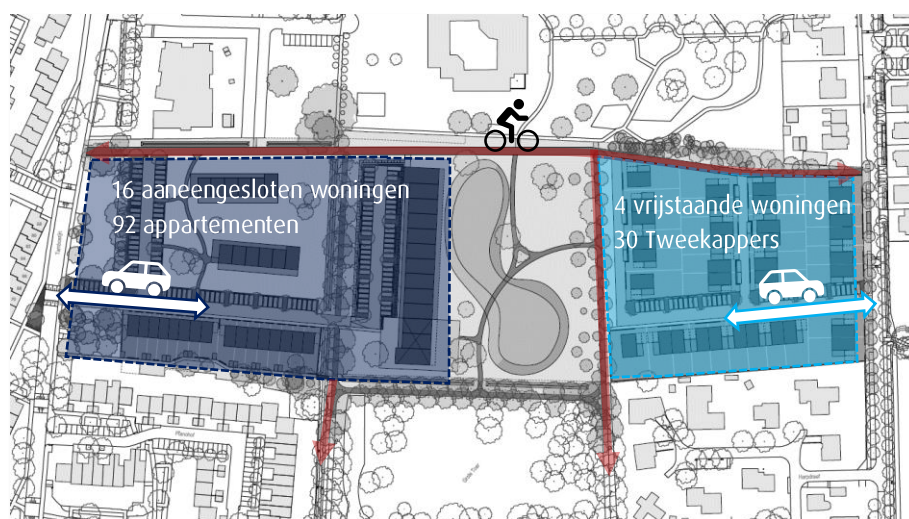 16 aaneengesloten woningen
92 appartementen
4 vrijstaande woningen
30 Tweekappers